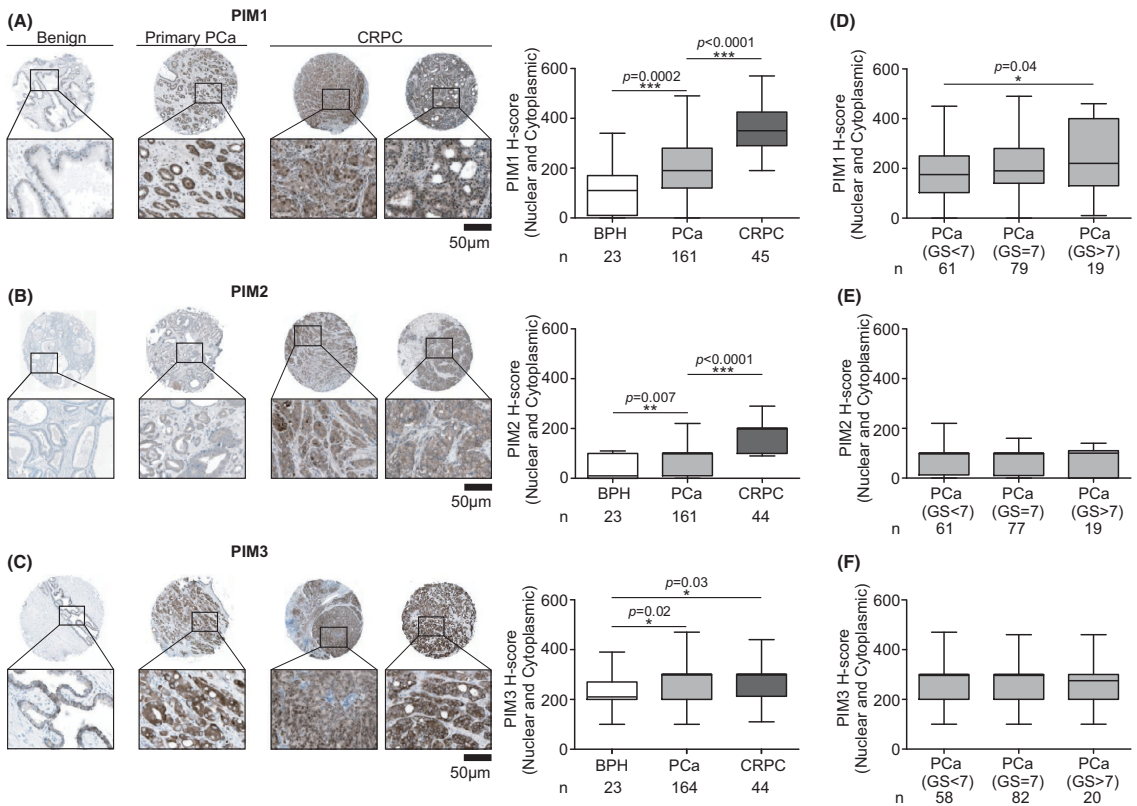 (A)
PIM1
Benign
Primary PCa
CRPC
50µm
PIM1 H-score
(Nuclear and Cytoplasmic)
600
400
200
0
p=0.0002
***
p<0.0001
***
BPH
PCa
CRPC
n
23
161
45
(D)
PIM1 H-score
(Nuclear and Cytoplasmic)
600
400
200
0
p=0.04
*
PCa
(GS<7)
PCa
(GS=7)
PCa
(GS>7)
n
61
79
19
(B)
PIM2
50µm
PIM2 H-score
(Nuclear and Cytoplasmic)
600
400
200
0
p=0.007
**
p<0.0001
***
BPH
PCa
CRPC
n
23
161
44
(E)
PIM2 H-score
(Nuclear and Cytoplasmic)
600
400
200
0
PCa
(GS<7)
PCa
(GS=7)
PCa
(GS>7)
n
61
77
19
(C)
PIM3
50µm
PIM3 H-score
(Nuclear and Cytoplasmic)
600
400
200
0
p=0.03
*
p=0.02
*
BPH
PCa
CRPC
n
23
164
44
(F)
PIM3 H-score
(Nuclear and Cytoplasmic)
600
400
200
0
PCa
(GS<7)
PCa
(GS=7)
PCa
(GS>7)
n
58
82
20